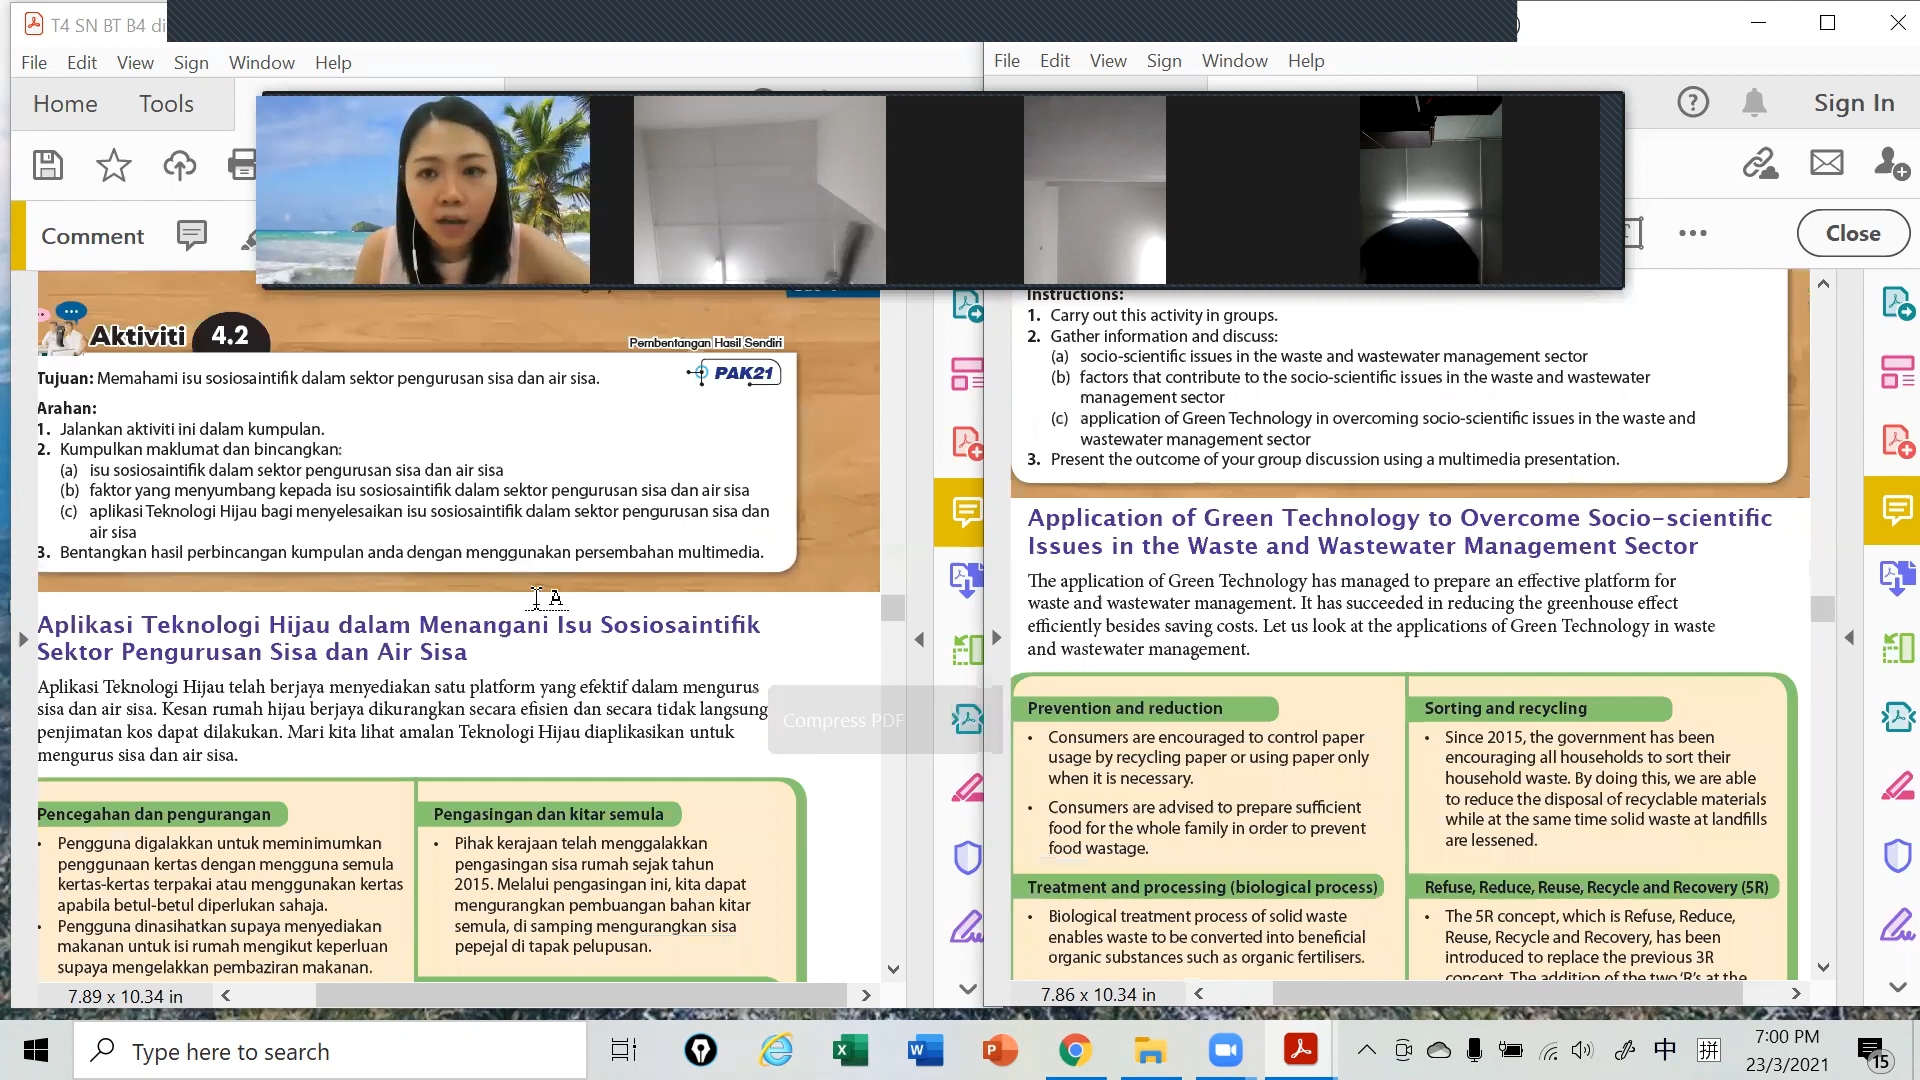 T4 SN BT B4 di
File Edit View Sign Window Help
Home Tools
Comment
Aktiviti 4.2
Pembentangan Hasil Sendiri
PAK21
Tujuan: Memahami isu sosiosaintifik dalam sektor pengurusan sisa dan air sisa.
Arahan:
1. Jalankan aktiviti ini dalam kumpulan.
2. Kumpulkan maklumat dan bincangkan:
(a) isu sosiosaintifik dalam sektor pengurusan sisa dan air sisa
(b) faktor yang menyumbang kepada isu sosiosaintifik dalam sektor pengurusan sisa dan air sisa
(c) aplikasi Teknologi Hijau bagi menyelesaikan isu sosiosaintifik dalam sektor pengurusan sisa dan
air sisa
3. Bentangkan hasil perbincangan kumpulan anda dengan menggunakan persembahan multimedia.
Aplikasi Teknologi Hijau dalam Menangani Isu Sosiosaintifik
Sektor Pengurusan Sisa dan Air Sisa
Aplikasi Teknologi Hijau telah berjaya menyediakan satu platform yang efektif dalam mengurus
sisa dan air sisa. Kesan rumah hijau berjaya dikurangkan secara efisien dan secara tidak langsung
penjimatan kos dapat dilakukan. Mari kita lihat amalan Teknologi Hijau diaplikasikan untuk
mengurus sisa dan air sisa.
Pencegahan dan pengurangan
• Pengguna digalakkan untuk meminimumkan
penggunaan kertas dengan mengguna semula
kertas-kertas terpakai atau menggunakan kertas
apabila betul-betul diperlukan sahaja.
• Pengguna dinasihatkan supaya menyediakan
makanan untuk isi rumah mengikut keperluan
supaya mengelakkan pembaziran makanan.
Pengasingan dan kitar semula
• Pihak kerajaan telah menggalakkan
pengasingan sisa rumah sejak tahun
2015. Melalui pengasingan ini, kita dapat
mengurangkan pembuangan bahan kitar
semula, di samping mengurangkan sisa
pepejal di tapak pelupusan.
7.89 x 10.34 in
Compress PDF
File Edit View Sign Window Help
Sign In
Close
Instructions:
1. Carry out this activity in groups.
2. Gather information and discuss:
(a) socio-scientific issues in the waste and wastewater management sector
(b) factors that contribute to the socio-scientific issues in the waste and wastewater
management sector
(c) application of Green Technology in overcoming socio-scientific issues in the waste and
wastewater management sector
3. Present the outcome of your group discussion using a multimedia presentation.
Application of Green Technology to Overcome Socio-scientific
Issues in the Waste and Wastewater Management Sector
The application of Green Technology has managed to prepare an effective platform for
waste and wastewater management. It has succeeded in reducing the greenhouse effect
efficiently besides saving costs. Let us look at the applications of Green Technology in waste
and wastewater management.
Prevention and reduction
• Consumers are encouraged to control paper
usage by recycling paper or using paper only
when it is necessary.
• Consumers are advised to prepare sufficient
food for the whole family in order to prevent
food wastage.
Sorting and recycling
• Since 2015, the government has been
encouraging all households to sort their
household waste. By doing this, we are able
to reduce the disposal of recyclable materials
while at the same time solid waste at landfills
are lessened.
Treatment and processing (biological process)
• Biological treatment process of solid waste
enables waste to be converted into beneficial
organic substances such as organic fertilisers.
Refuse, Reduce, Reuse, Recycle and Recovery (5R)
• The 5R concept, which is Refuse, Reduce,
Reuse, Recycle and Recovery, has been
introduced to replace the previous 3R
concept. The addition of the two 'R's at the
7.86 x 10.34 in
Type here to search
中 拼
7:00 PM
23/3/2021
15